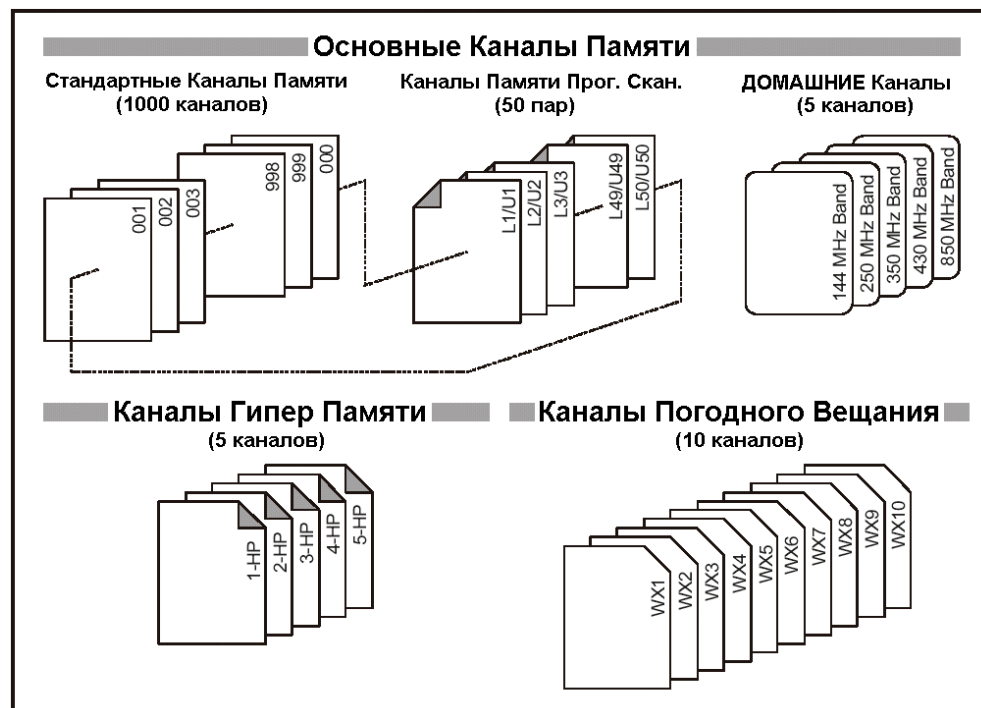 Основные Каналы Памяти
Стандартные Каналы Памяти
(1000 каналов)
001
002
003
998
999
000
Каналы Памяти Прог. Скан.
(50 пар)
L1/U1
L2/U2
L3/U3
L49/U49
L50/U50
ДОМАШНИЕ Каналы
(5 каналов)
144 MHz Band
250 MHz Band
350 MHz Band
430 MHz Band
850 MHz Band
Каналы Гипер Памяти
(5 каналов)
1-HP
2-HP
3-HP
4-HP
5-HP
Каналы Погодного Вещания
(10 каналов)
WX1
WX2
WX3
WX4
WX5
WX6
WX7
WX8
WX9
WX10